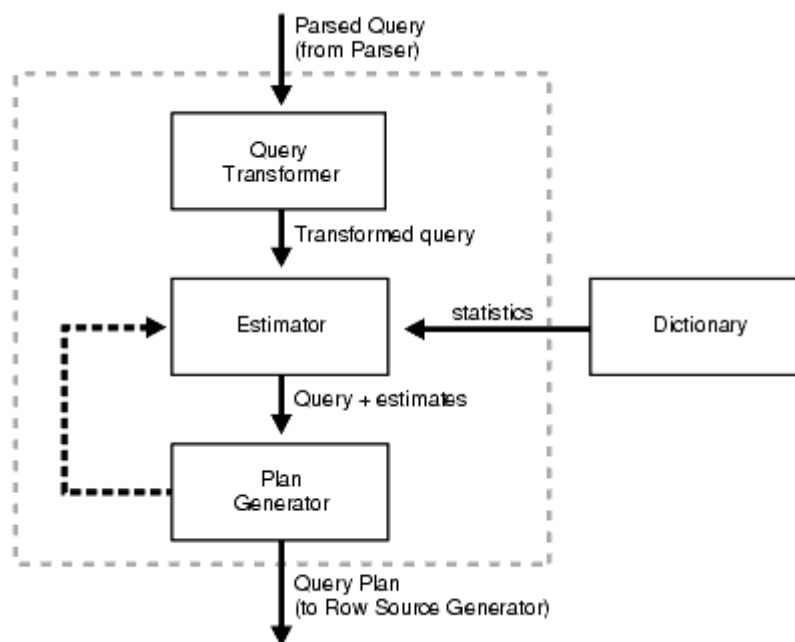 Parsed Query
(from Parser)
Query
Transformer
Transformed query
Estimator
statistics
Dictionary
Query + estimates
Plan
Generator
Query Plan
(to Row Source Generator)